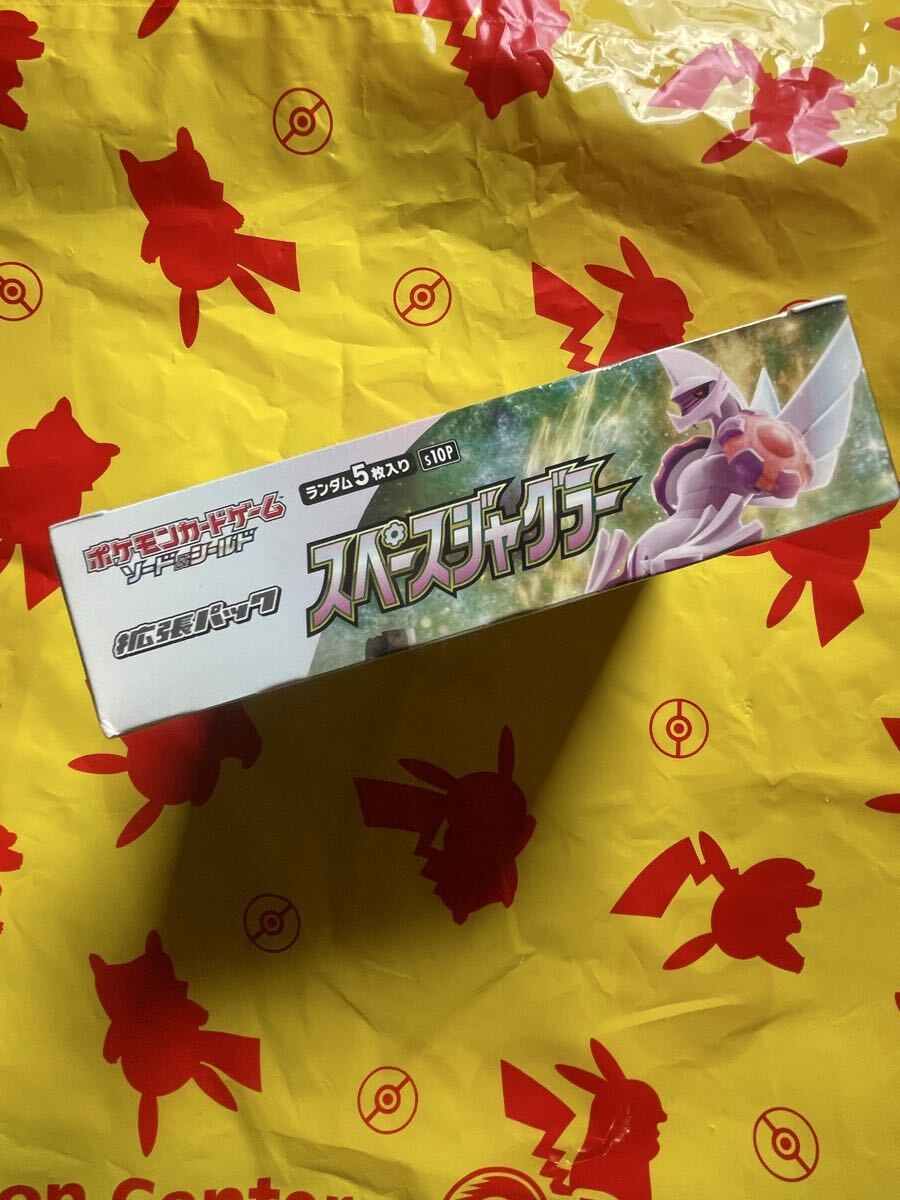 ポケモンカードゲーム
ソード&シールド
拡張パック
ランダム5枚入り
S10P
スペースジャグラー
on Center